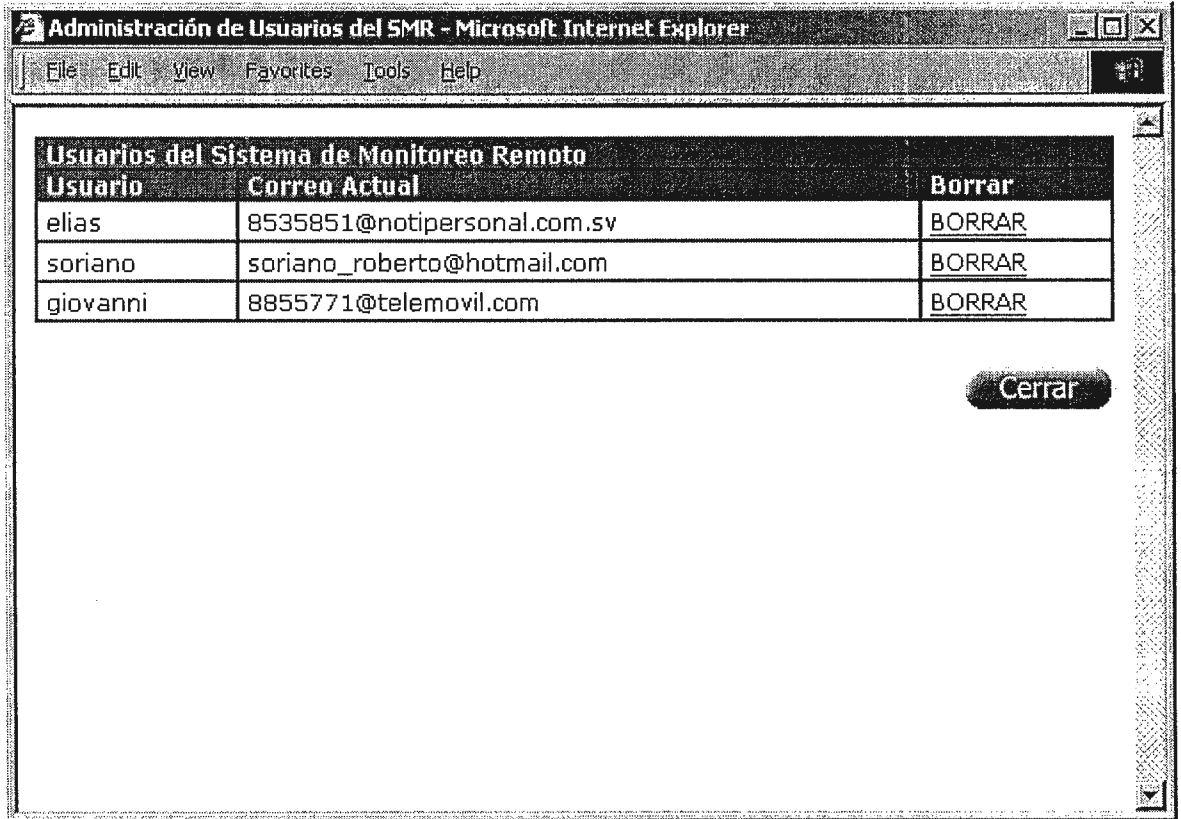 Administración de Usuarios del SMR - Microsoft Internet Explorer
File Edit View Favorites Tools Help
Usuarios del Sistema de Monitoreo Remoto
Usuario Correo Actual Borrar
elias 8535851@notipersonal.com.sv BORRAR
soriano soriano_roberto@hotmail.com BORRAR
giovanni 8855771@telemovil.com BORRAR
Cerrar